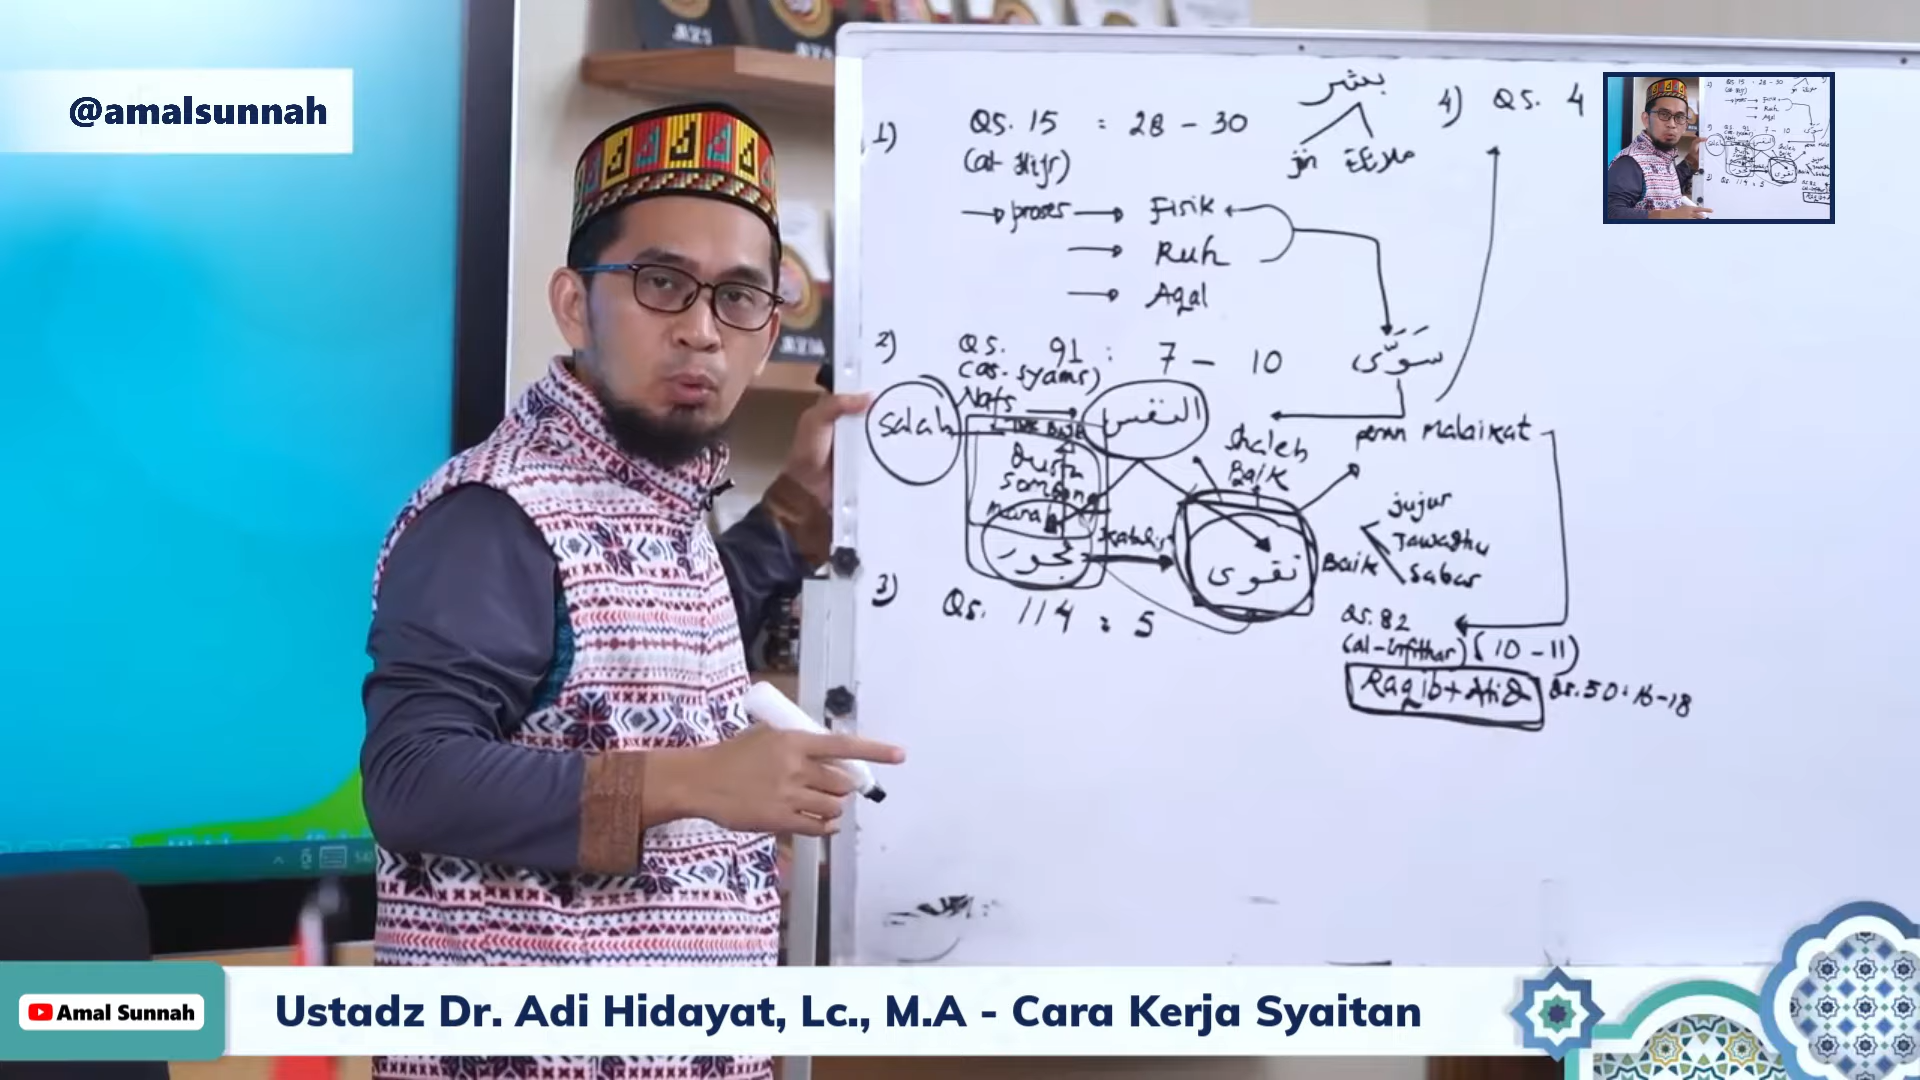 @amalsunnah
1) QS. 15 : 28 - 30
(al-Hijr)
→ proses → Fisik
→ Ruh
→ Aqal
بشر
jin ملائكة
4) QS. 4
2) QS. 91 : 7 - 10
(as-syams)
سَوَّى
Nafs → النفس
salah
Dusta
Sombong
marah
فجور
Shaleh
Baik
peran Malaikat
تقوى
Baik
jujur
Tawadhu
Sabar
3) QS. 114 : 5
QS. 82
(al-Infithar) (10 - 11)
Raqib + Atid QS. 50 : 16-18
Amal Sunnah
Ustadz Dr. Adi Hidayat, Lc., M.A - Cara Kerja Syaitan